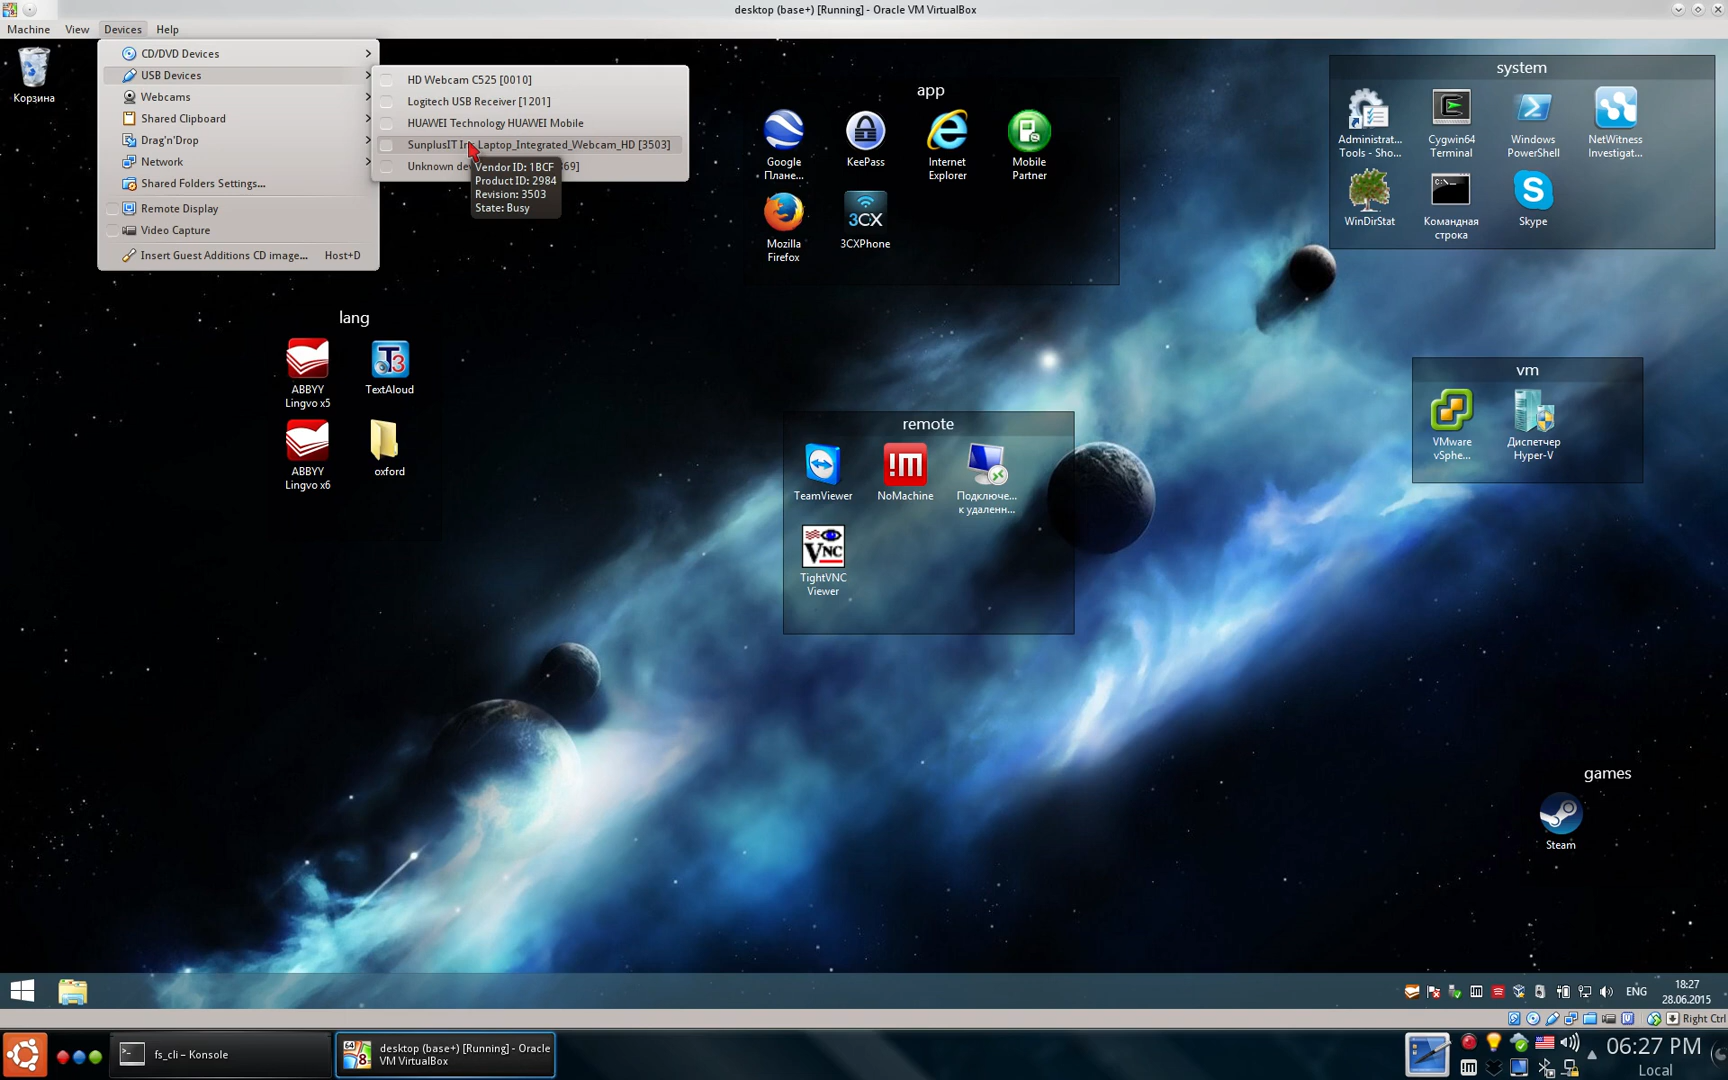 desktop (base+) [Running] - Oracle VM VirtualBox
Machine View Devices Help
CD/DVD Devices
USB Devices
Webcams
Shared Clipboard
Drag'n'Drop
Network
Shared Folders Settings...
Remote Display
Video Capture
Insert Guest Additions CD image... Host+D
HD Webcam C525 [0010]
Logitech USB Receiver [1201]
HUAWEI Technology HUAWEI Mobile
SunplusIT Laptop_Integrated_Webcam_HD [3503]
Unknown
Vendor ID: 1BCF
Product ID: 2984
Revision: 3503
State: Busy
Корзина
app
Google
Плане...
KeePass
Internet
Explorer
Mobile
Partner
Mozilla
Firefox
3CX
3CXPhone
system
Administrat...
Tools - Sho...
Cygwin64
Terminal
Windows
PowerShell
NetWitness
Investigat...
WinDirStat
Командная
строка
Skype
lang
ABBYY
Lingvo x5
TextAloud
ABBYY
Lingvo x6
oxford
remote
TeamViewer
!M
NoMachine
Подключе...
к удаленн...
VNC
TightVNC
Viewer
vm
VMware
vSphe...
Диспетчер
Hyper-V
games
Steam
ENG
18:27
28.06.2015
Right Ctrl
fs_cli – Konsole
64
8
desktop (base+) [Running] - Oracle
VM VirtualBox
06:27 PM
Local